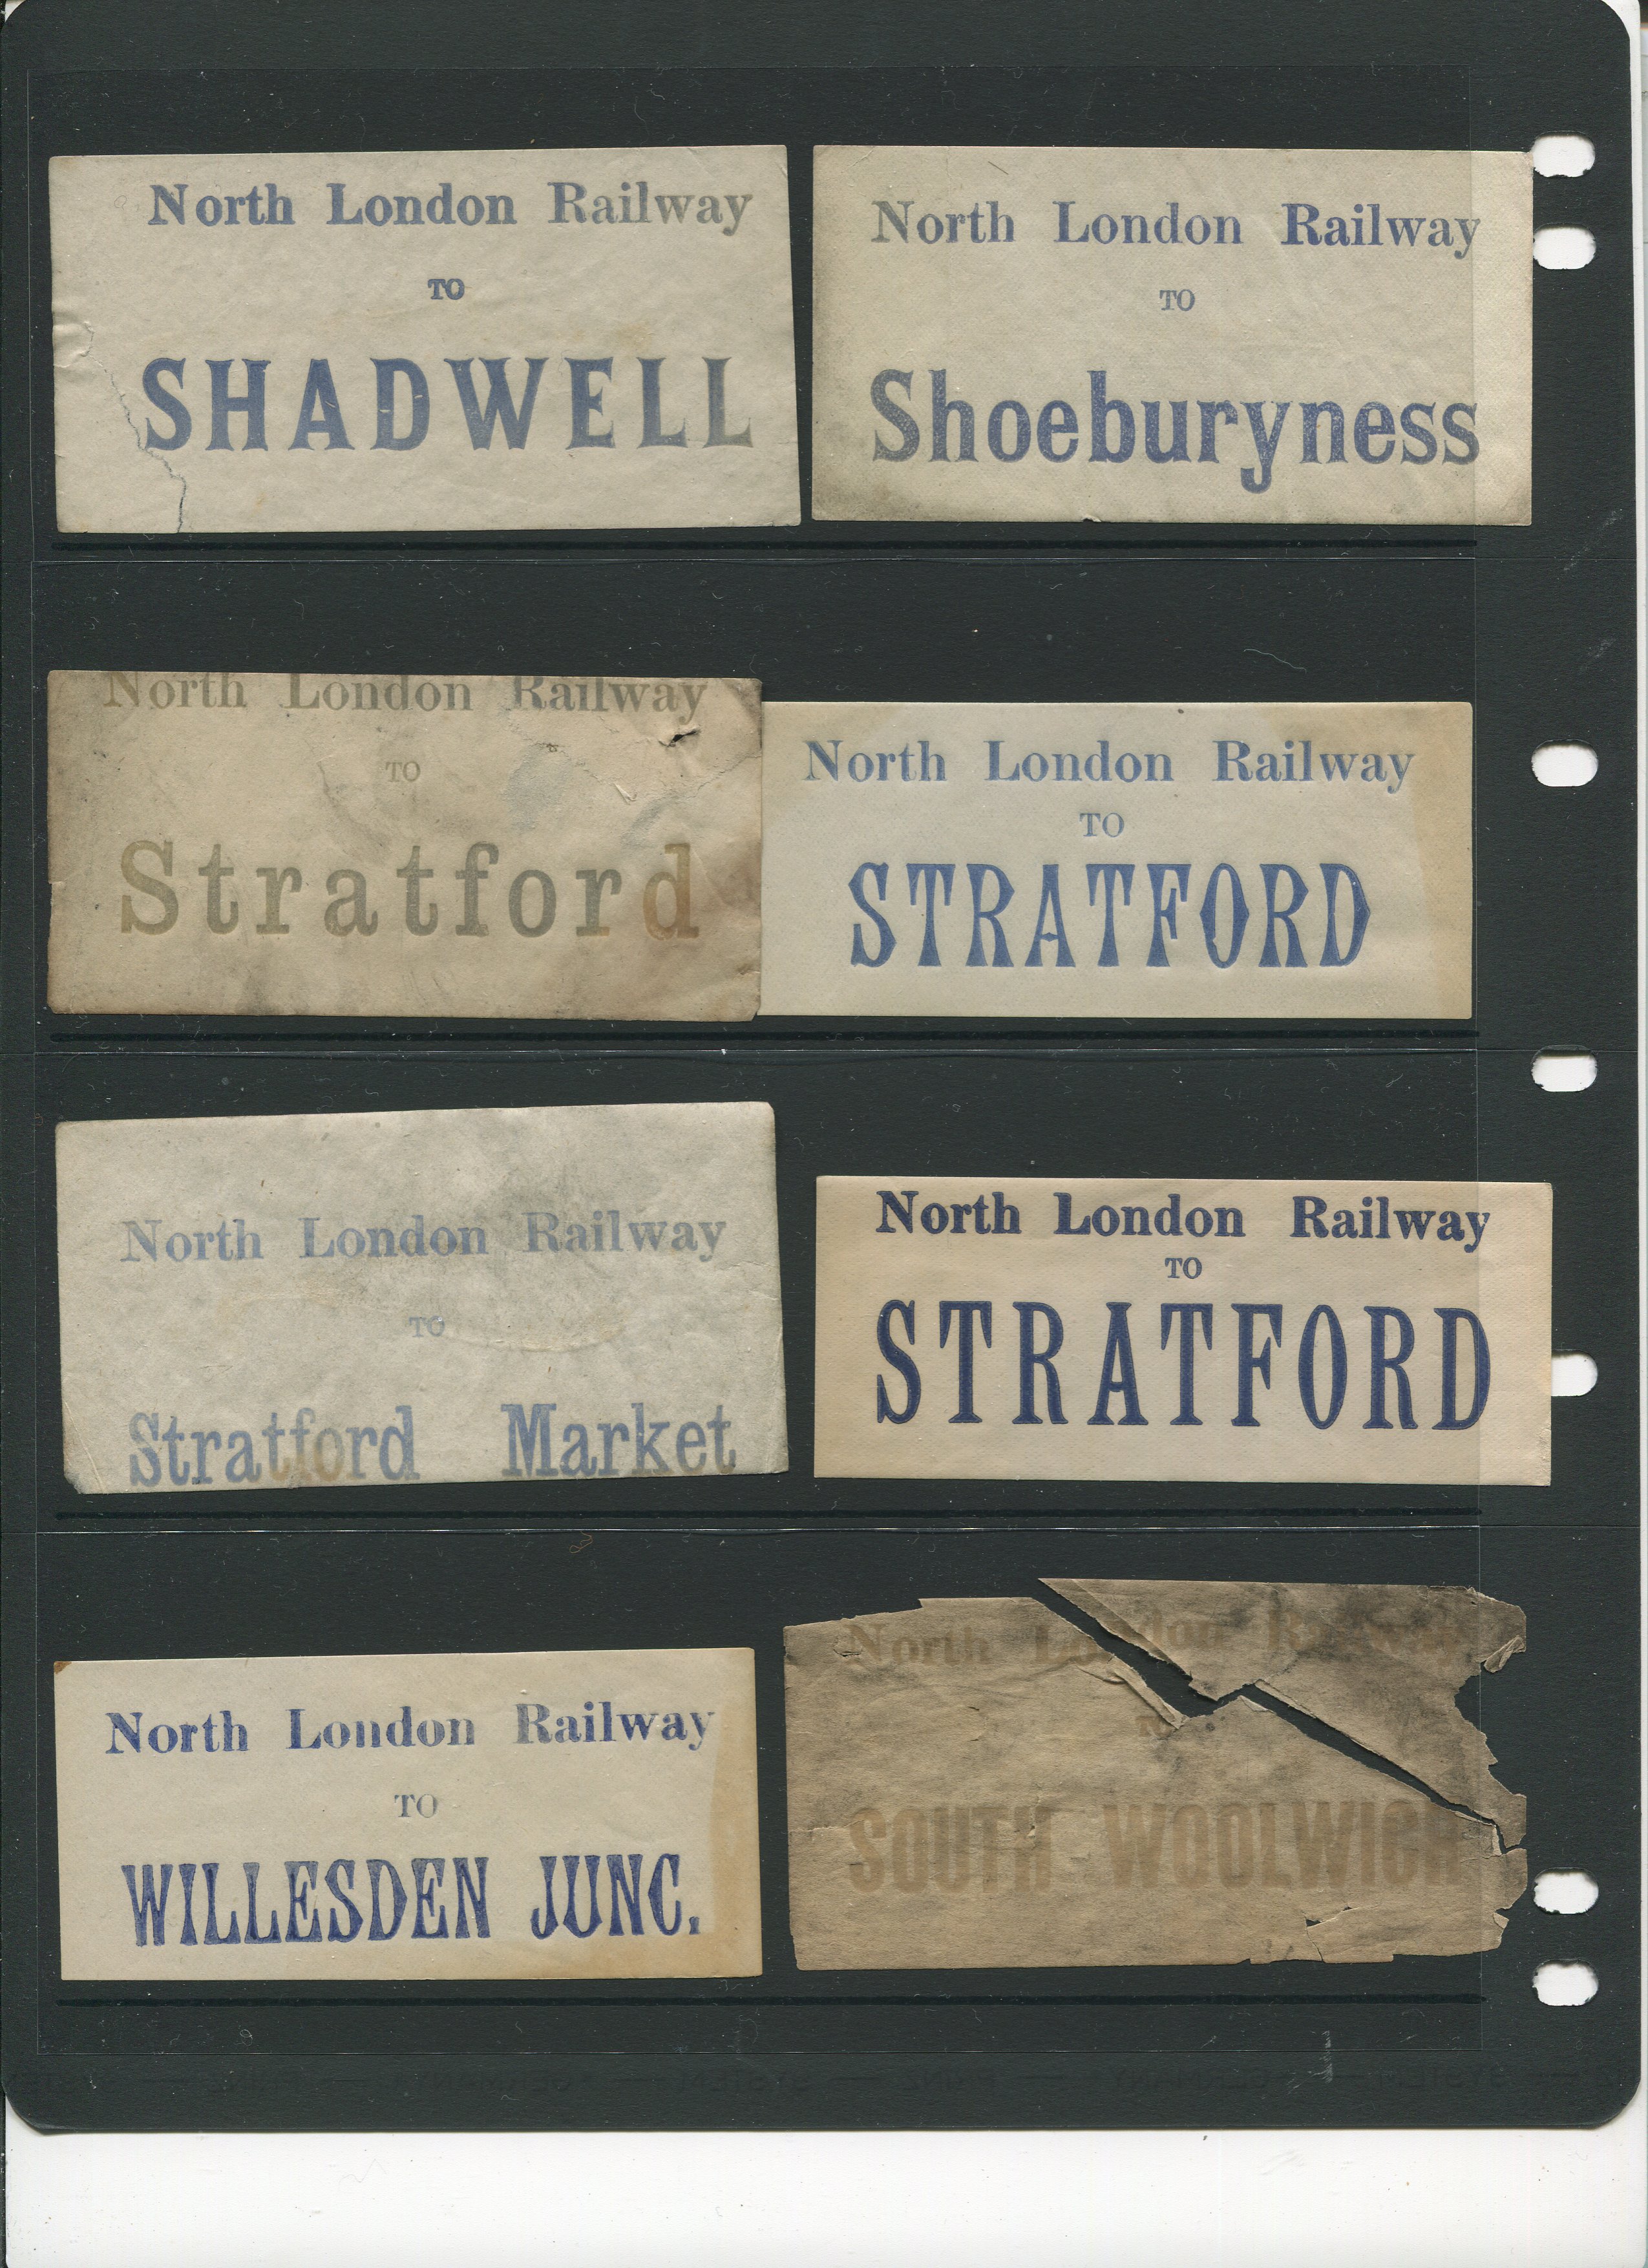 North London Railway
TO
SHADWELL
North London Railway
TO
Shoeburyness
North London Railway
TO
Stratford
North London Railway
TO
STRATFORD
North London Railway
TO
Stratford Market
North London Railway
TO
STRATFORD
North London Railway
TO
WILLESDEN JUNC.
North London Railway
TO
SOUTH WOOLWICH